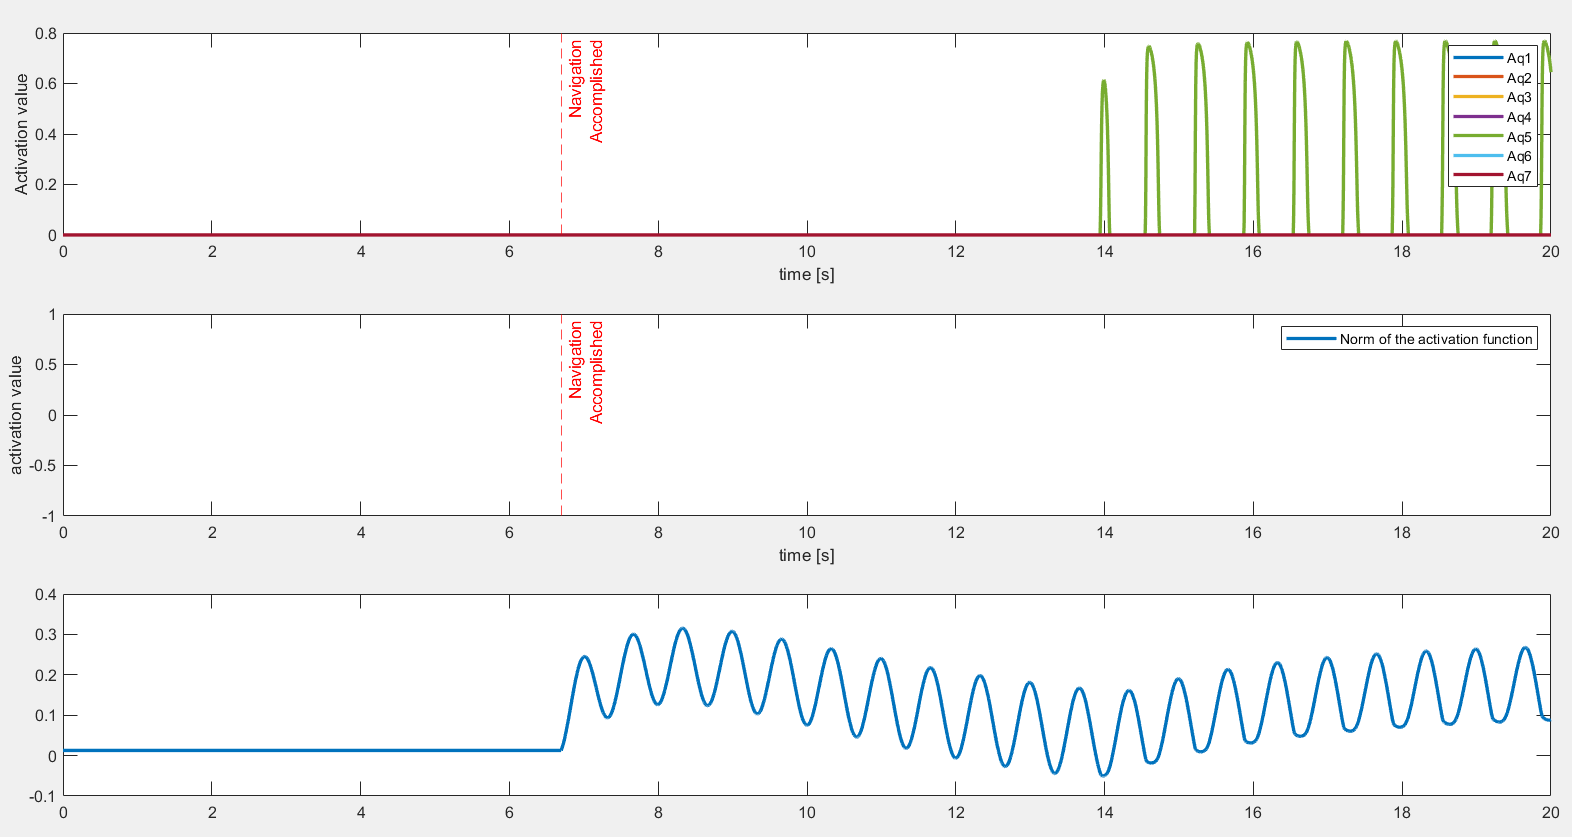 0.8
0.6
0.4
0.2
0
Activation value
Navigation
Accomplished
Aq1
Aq2
Aq3
Aq4
Aq5
Aq6
Aq7
0 2 4 6 8 10 12 14 16 18 20
time [s]
1
0.5
0
-0.5
-1
activation value
Navigation
Accomplished
Norm of the activation function
0 2 4 6 8 10 12 14 16 18 20
time [s]
0.4
0.3
0.2
0.1
0
-0.1
0 2 4 6 8 10 12 14 16 18 20